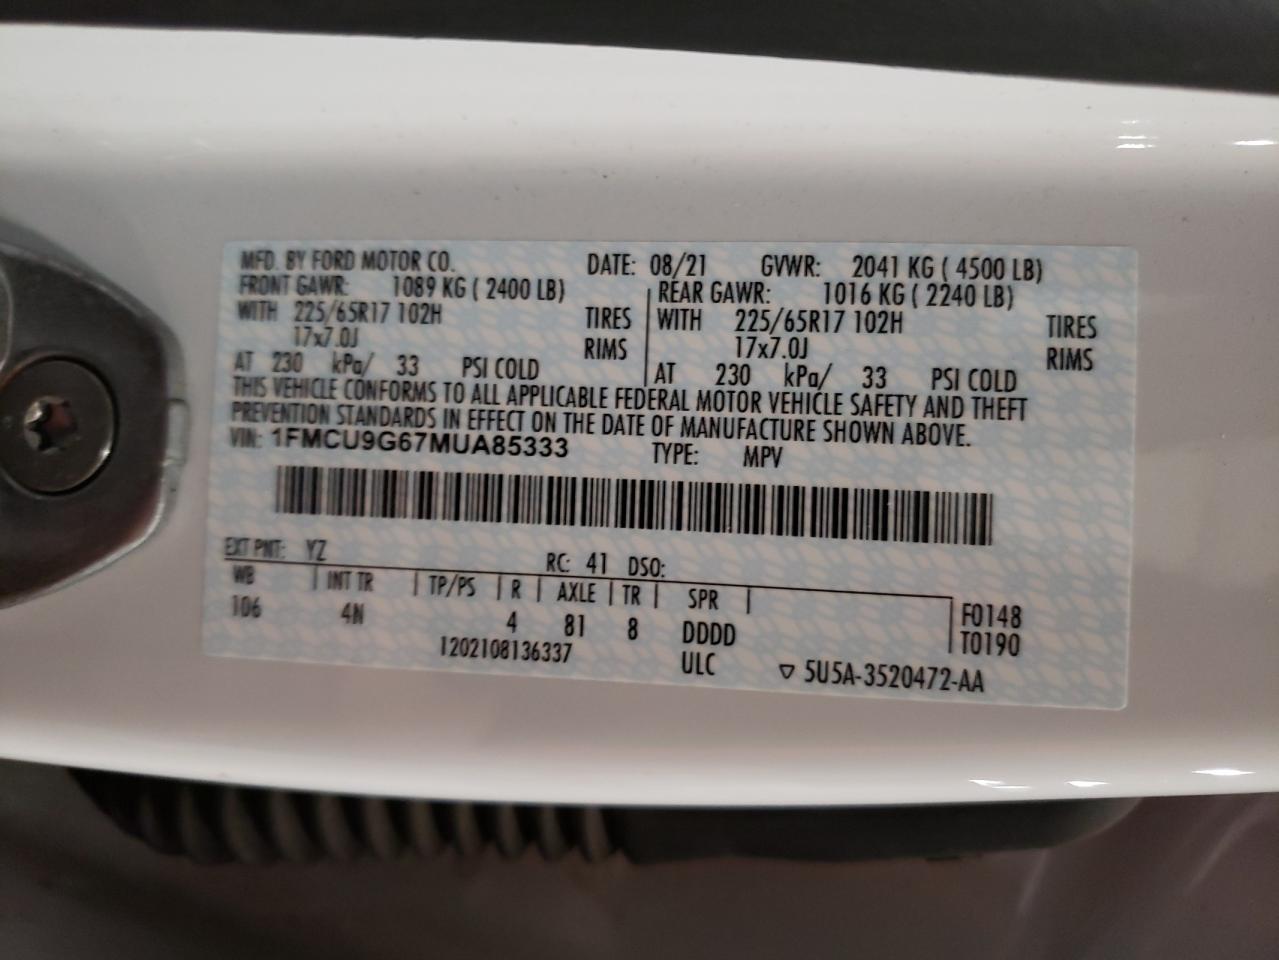 MFD. BY FORD MOTOR CO. DATE: 08/21 GVWR: 2041 KG ( 4500 LB)
FRONT GAWR: 1089 KG ( 2400 LB) REAR GAWR: 1016 KG ( 2240 LB)
WITH 225/65R17 102H TIRES WITH 225/65R17 102H TIRES
17x7.0J RIMS 17x7.0J RIMS
AT 230 kPa/ 33 PSI COLD AT 230 kPa/ 33 PSI COLD
THIS VEHICLE CONFORMS TO ALL APPLICABLE FEDERAL MOTOR VEHICLE SAFETY AND THEFT
PREVENTION STANDARDS IN EFFECT ON THE DATE OF MANUFACTURE SHOWN ABOVE.
VIN: 1FMCU9G67MUA85333 TYPE: MPV
EXT PNT: YZ RC: 41 DSO:
WB INT TR TP/PS R AXLE TR SPR F0148
106 4N 4 81 8 DDDD T0190
1202108136337 ULC ▽ 5U5A-3520472-AA